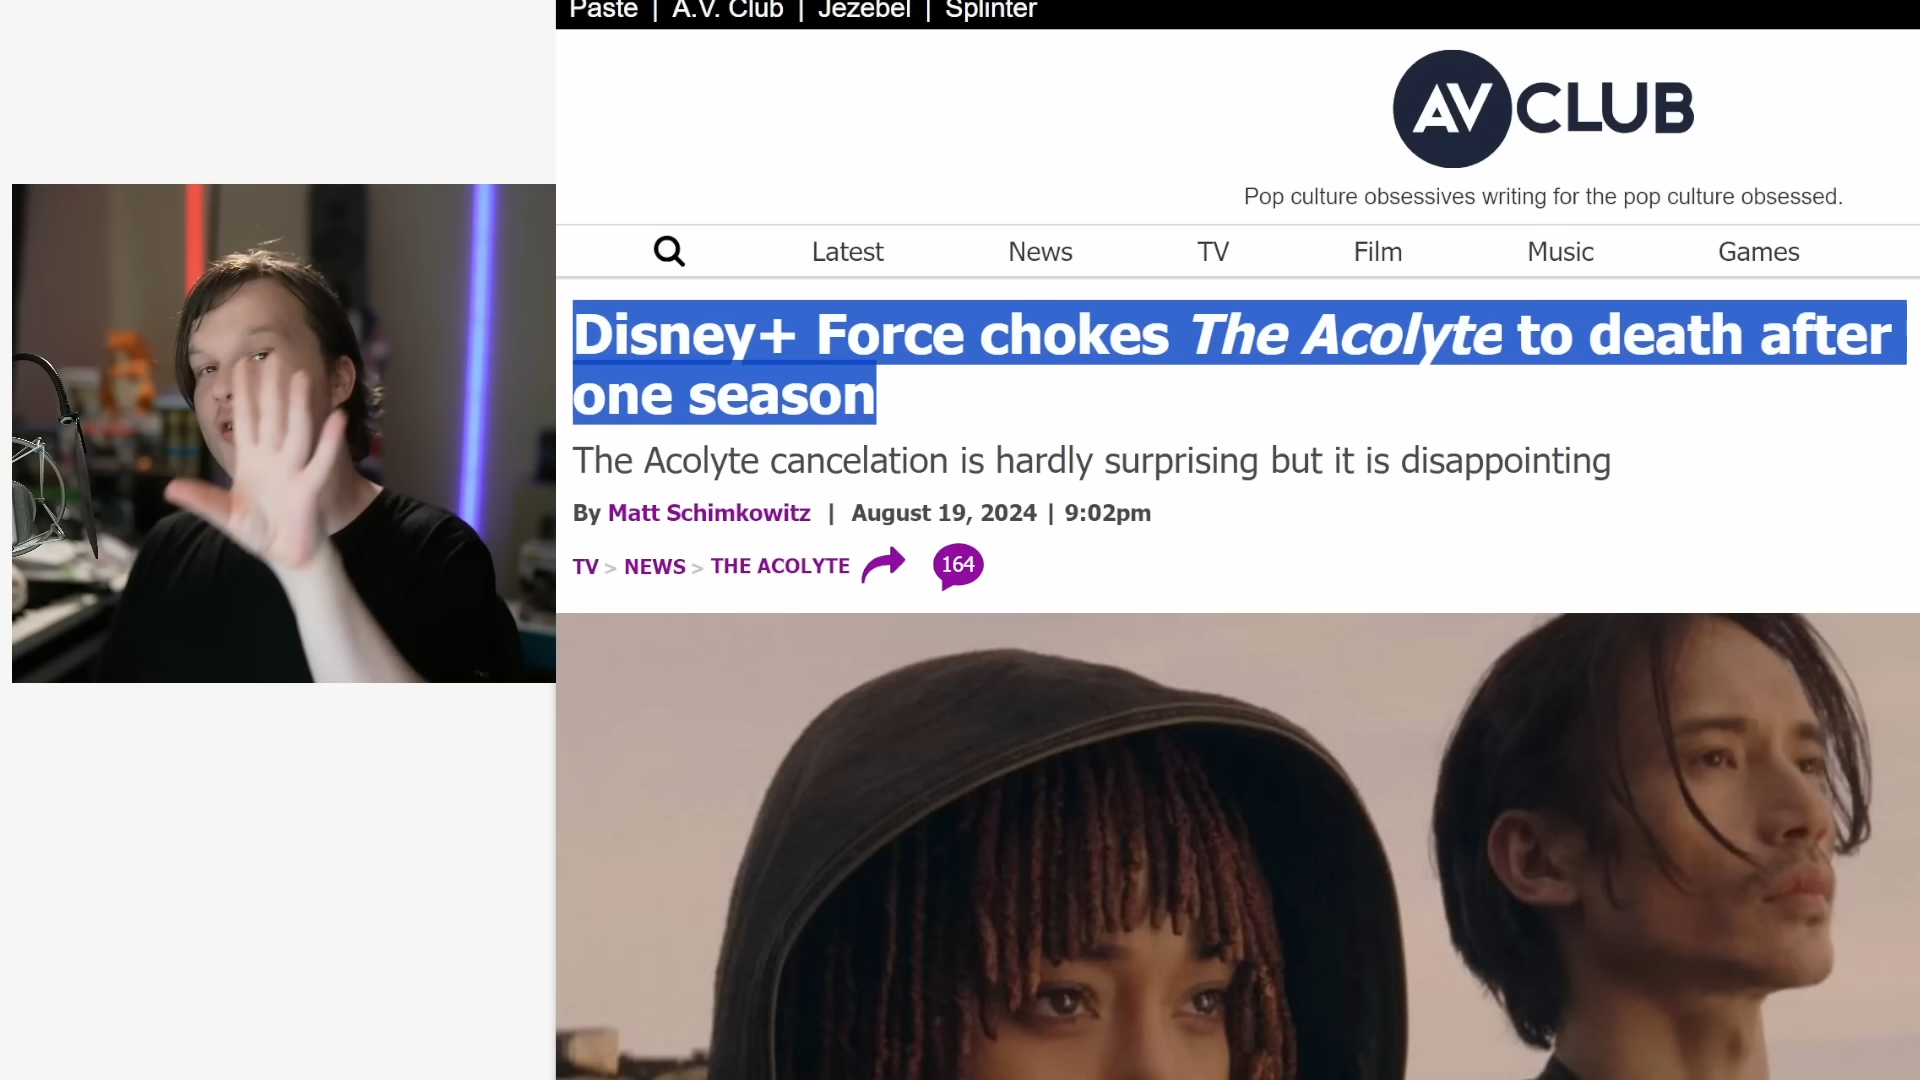 Paste | A.V. Club | Jezebel | Splinter
AV CLUB
Pop culture obsessives writing for the pop culture obsessed.
Latest News TV Film Music Games
Disney+ Force chokes The Acolyte to death after
one season
The Acolyte cancelation is hardly surprising but it is disappointing
By Matt Schimkowitz | August 19, 2024 | 9:02pm
TV > NEWS > THE ACOLYTE 164